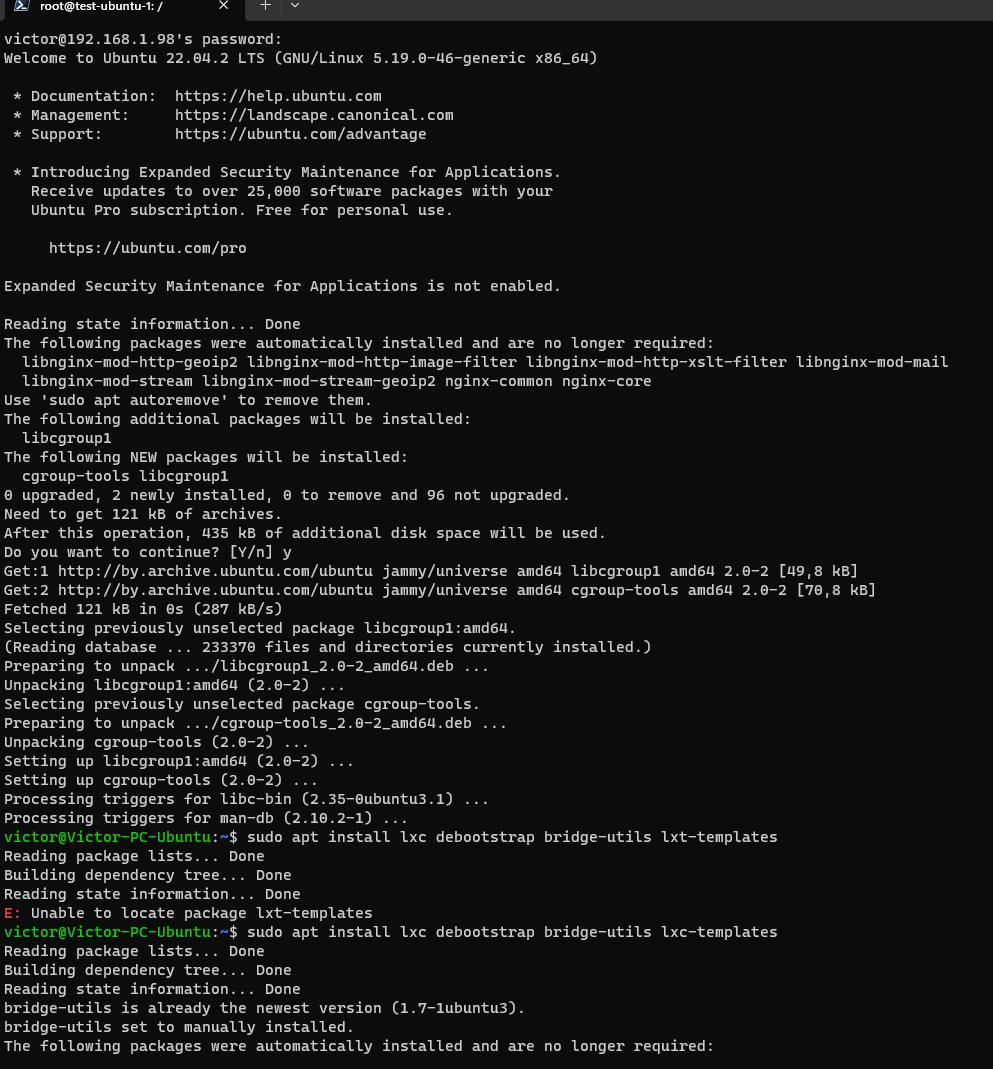 root@test-ubuntu-1: /
victor@192.168.1.98's password:
Welcome to Ubuntu 22.04.2 LTS (GNU/Linux 5.19.0-46-generic x86_64)
* Documentation:  https://help.ubuntu.com
* Management:     https://landscape.canonical.com
* Support:        https://ubuntu.com/advantage
* Introducing Expanded Security Maintenance for Applications.
Receive updates to over 25,000 software packages with your
Ubuntu Pro subscription. Free for personal use.
https://ubuntu.com/pro
Expanded Security Maintenance for Applications is not enabled.
Reading state information... Done
The following packages were automatically installed and are no longer required:
libnginx-mod-http-geoip2 libnginx-mod-http-image-filter libnginx-mod-http-xslt-filter libnginx-mod-mail
libnginx-mod-stream libnginx-mod-stream-geoip2 nginx-common nginx-core
Use 'sudo apt autoremove' to remove them.
The following additional packages will be installed:
libcgroup1
The following NEW packages will be installed:
cgroup-tools libcgroup1
0 upgraded, 2 newly installed, 0 to remove and 96 not upgraded.
Need to get 121 kB of archives.
After this operation, 435 kB of additional disk space will be used.
Do you want to continue? [Y/n] y
Get:1 http://by.archive.ubuntu.com/ubuntu jammy/universe amd64 libcgroup1 amd64 2.0-2 [49,8 kB]
Get:2 http://by.archive.ubuntu.com/ubuntu jammy/universe amd64 cgroup-tools amd64 2.0-2 [70,8 kB]
Fetched 121 kB in 0s (287 kB/s)
Selecting previously unselected package libcgroup1:amd64.
(Reading database ... 233370 files and directories currently installed.)
Preparing to unpack .../libcgroup1_2.0-2_amd64.deb ...
Unpacking libcgroup1:amd64 (2.0-2) ...
Selecting previously unselected package cgroup-tools.
Preparing to unpack .../cgroup-tools_2.0-2_amd64.deb ...
Unpacking cgroup-tools (2.0-2) ...
Setting up libcgroup1:amd64 (2.0-2) ...
Setting up cgroup-tools (2.0-2) ...
Processing triggers for libc-bin (2.35-0ubuntu3.1) ...
Processing triggers for man-db (2.10.2-1) ...
victor@Victor-PC-Ubuntu:~$ sudo apt install lxc debootstrap bridge-utils lxt-templates
Reading package lists... Done
Building dependency tree... Done
Reading state information... Done
E: Unable to locate package lxt-templates
victor@Victor-PC-Ubuntu:~$ sudo apt install lxc debootstrap bridge-utils lxc-templates
Reading package lists... Done
Building dependency tree... Done
Reading state information... Done
bridge-utils is already the newest version (1.7-1ubuntu3).
bridge-utils set to manually installed.
The following packages were automatically installed and are no longer required: